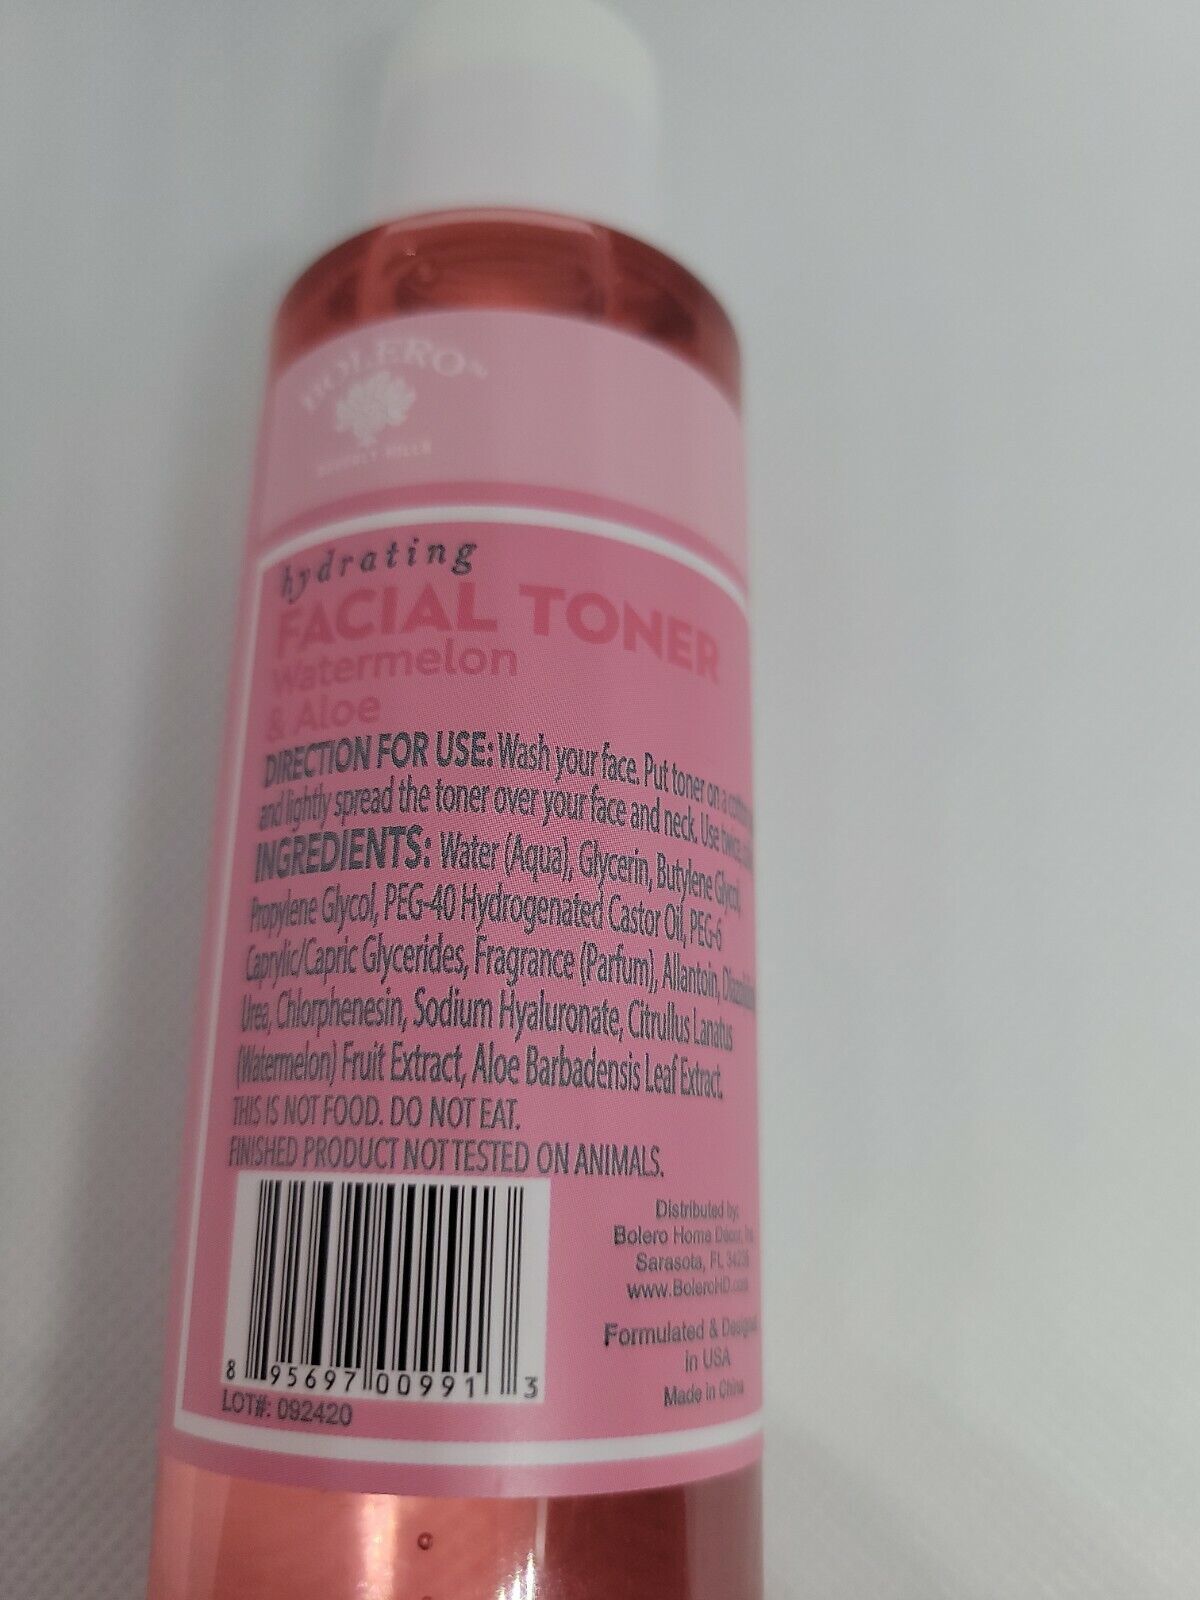 BOLERO™
BEVERLY HILLS
hydrating
FACIAL TONER
Watermelon
& Aloe
DIRECTION FOR USE: Wash your face. Put toner on a
and lightly spread the toner over your face and neck. Use twice
INGREDIENTS: Water (Aqua), Glycerin, Butylene Glycol,
Propylene Glycol, PEG-40 Hydrogenated Castor Oil, PEG-6
Caprylic/Capric Glycerides, Fragrance (Parfum), Allantoin,
Urea, Chlorphenesin, Sodium Hyaluronate, Citrullus Lanatus
(Watermelon) Fruit Extract, Aloe Barbadensis Leaf Extract.
THIS IS NOT FOOD. DO NOT EAT.
FINISHED PRODUCT NOT TESTED ON ANIMALS.
Distributed by:
Bolero Home Décor,
Sarasota, FL
www.BoleroHD.com
Formulated &
in USA
Made in China
8 95697 00991 3
LOT#: 092420